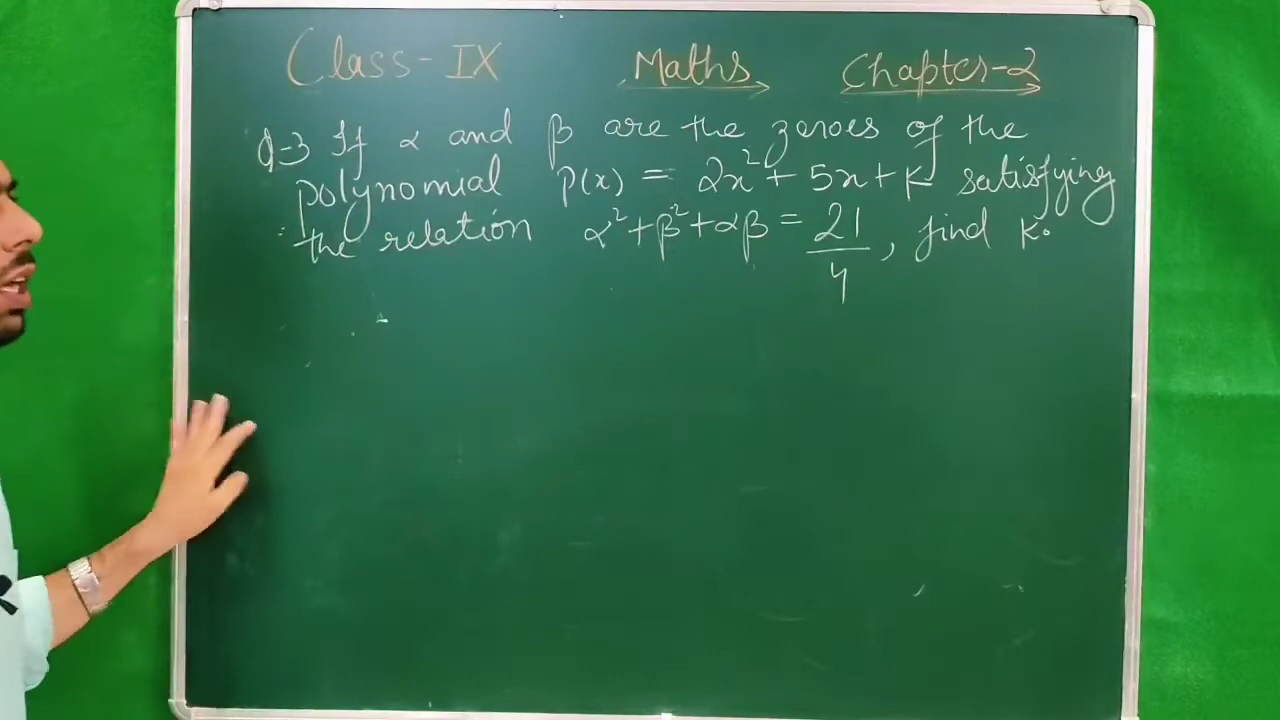 Class-IX Maths Chapter-2
Q-3 If α and β are the zeroes of the
polynomial p(x) = 2x² + 5x + K satisfying
the relation α² + β² + αβ = 21/4, find K.